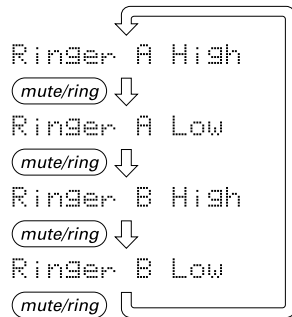 Ringer A High
mute/ring
Ringer A Low
mute/ring
Ringer B High
mute/ring
Ringer B Low
mute/ring